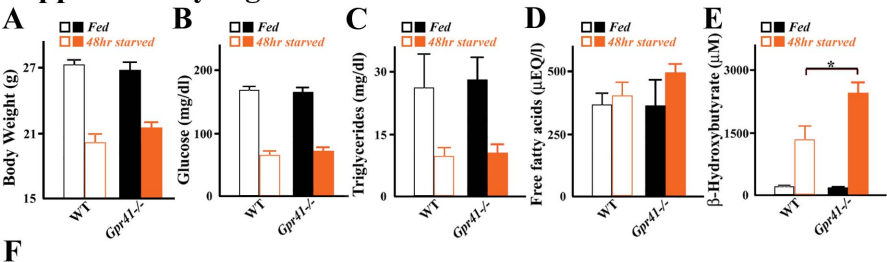 A
Fed
48hr starved
Body Weight (g)
27
21
15
WT
Gpr41-/-
B
Fed
48hr starved
Glucose (mg/dl)
200
100
0
WT
Gpr41-/-
C
Fed
48hr starved
Triglycerides (mg/dl)
30
15
0
WT
Gpr41-/-
D
Fed
48hr starved
Free fatty acids (µEQ/l)
500
250
0
WT
Gpr41-/-
E
Fed
48hr starved
β-Hydroxybutyrate (µM)
3000
1500
0
*
WT
Gpr41-/-
F